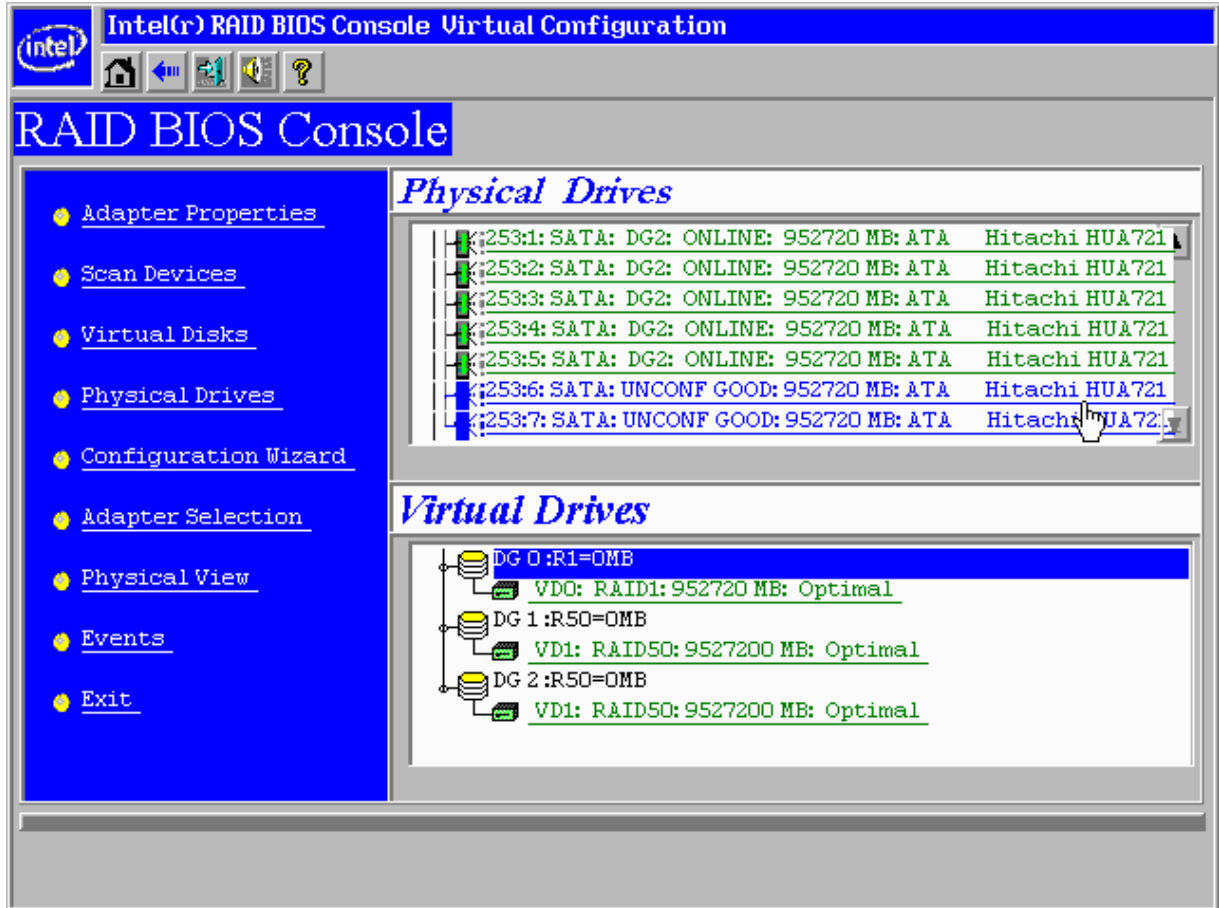 intel
Intel(r) RAID BIOS Console Virtual Configuration
RAID BIOS Console
Adapter Properties
Scan Devices
Virtual Disks
Physical Drives
Configuration Wizard
Adapter Selection
Physical View
Events
Exit
Physical Drives
253:1: SATA: DG2: ONLINE: 952720 MB: ATA Hitachi HUA721
253:2: SATA: DG2: ONLINE: 952720 MB: ATA Hitachi HUA721
253:3: SATA: DG2: ONLINE: 952720 MB: ATA Hitachi HUA721
253:4: SATA: DG2: ONLINE: 952720 MB: ATA Hitachi HUA721
253:5: SATA: DG2: ONLINE: 952720 MB: ATA Hitachi HUA721
253:6: SATA: UNCONF GOOD: 952720 MB: ATA Hitachi HUA721
253:7: SATA: UNCONF GOOD: 952720 MB: ATA Hitachi HUA721
Virtual Drives
DG 0 :R1=0MB
VD0: RAID1: 952720 MB: Optimal
DG 1 :R50=0MB
VD1: RAID50: 9527200 MB: Optimal
DG 2 :R50=0MB
VD1: RAID50: 9527200 MB: Optimal